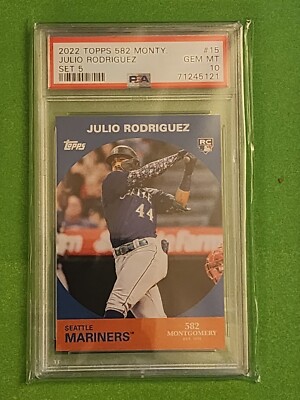 2022 TOPPS 582 MONTY #15
JULIO RODRIGUEZ GEM MT
SET 5 PSA 10
71245121
JULIO RODRIGUEZ
Topps
RC
44
SEATTLE
MARINERS™
582
MONTGOMERY